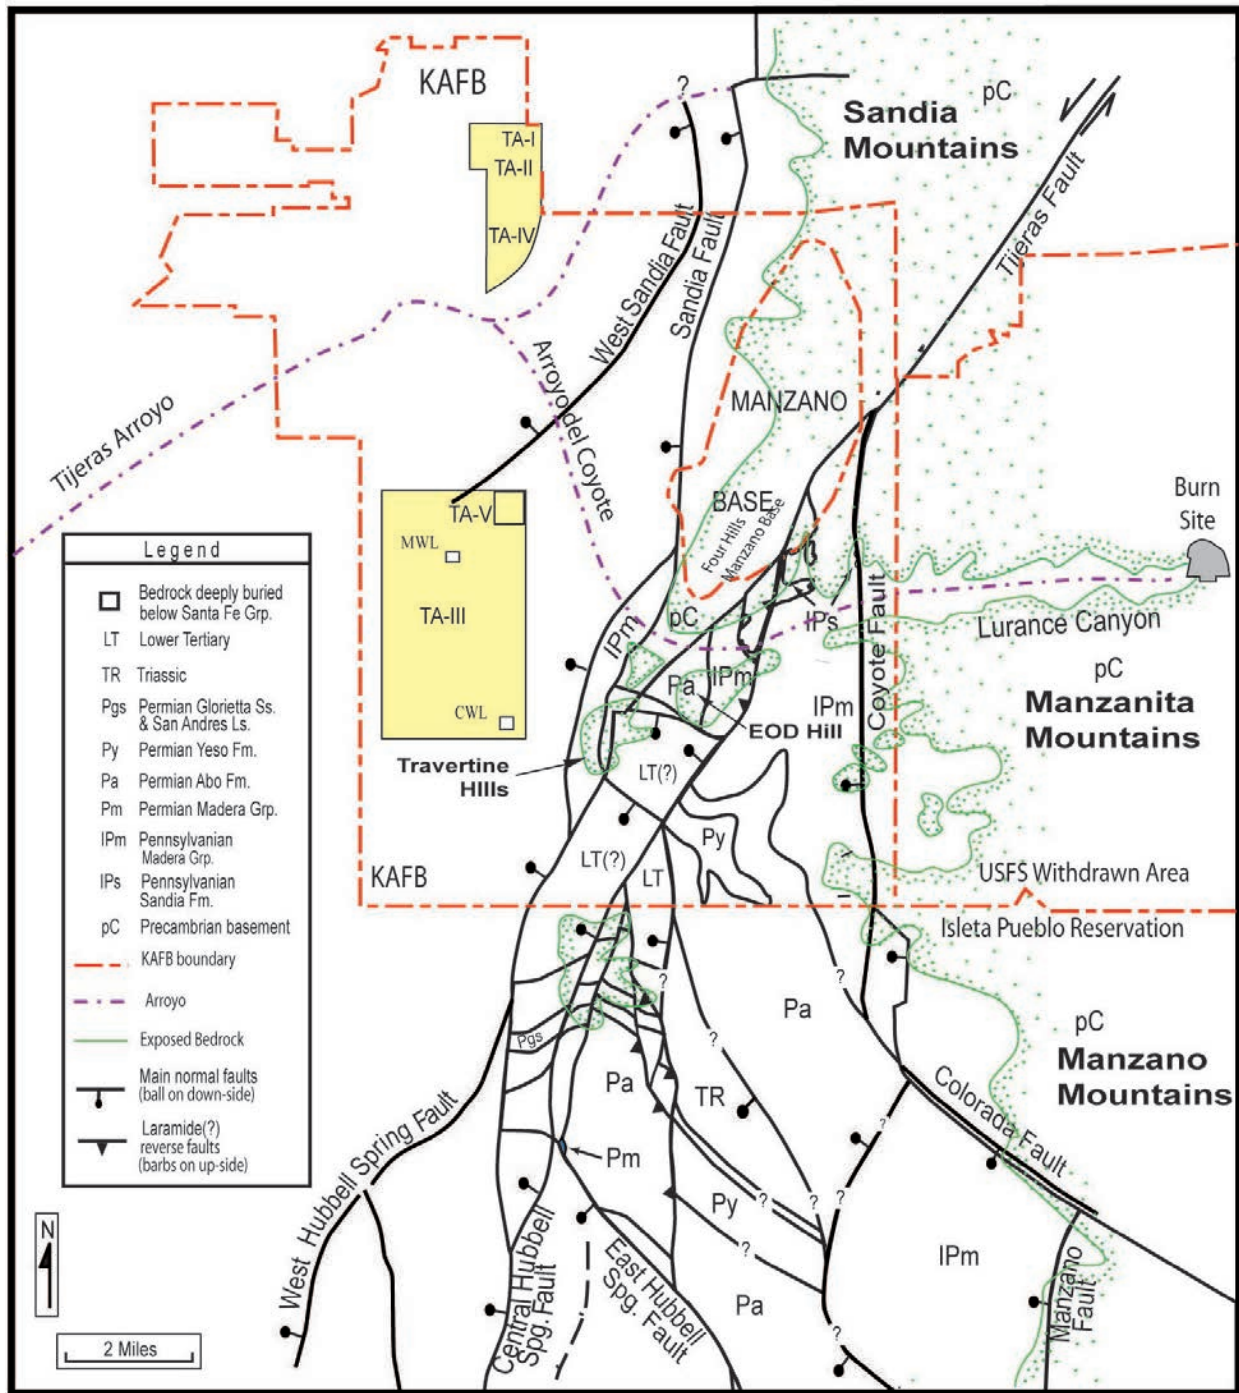 KAFB
TA-I
TA-II
TA-IV
?
Sandia
Mountains
pC
Tijeras Fault
West Sandia Fault
Sandia Fault
Arroyo del Coyote
Tijeras Arroyo
MANZANO
BASE
Four Hills
Manzano Base
Burn
Site
TA-V
MWL
TA-III
CWL
IPm
pC
IPs
Coyote Fault
Lurance Canyon
pC
Manzanita
Mountains
Pa
IPm
IPm
EOD Hill
Travertine
HIlls
LT(?)
LT(?)
LT
Py
KAFB
USFS Withdrawn Area
Isleta Pueblo Reservation
Legend
Bedrock deeply buried
below Santa Fe Grp.
LT Lower Tertiary
TR Triassic
Pgs Permian Glorietta Ss.
& San Andres Ls.
Py Permian Yeso Fm.
Pa Permian Abo Fm.
Pm Permian Madera Grp.
IPm Pennsylvanian
Madera Grp.
IPs Pennsylvanian
Sandia Fm.
pC Precambrian basement
KAFB boundary
Arroyo
Exposed Bedrock
Main normal faults
(ball on down-side)
Laramide(?)
reverse faults
(barbs on up-side)
?
?
?
?
Pa
pC
Manzano
Mountains
Pgs
Pa
TR
?
Colorada Fault
West Hubbell Spring Fault
Pm
?
?
?
?
Py
?
?
IPm
Central Hubbell
Spg. Fault
East Hubbell
Spg. Fault
Pa
?
Manzano
Fault
N
2 Miles